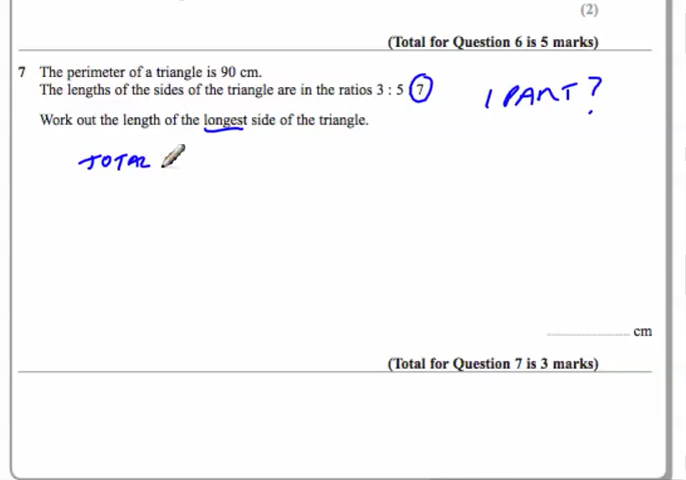 (2)
(Total for Question 6 is 5 marks)
7 The perimeter of a triangle is 90 cm.
The lengths of the sides of the triangle are in the ratios 3 : 5 7
1 PART ?
Work out the length of the longest side of the triangle.
TOTAL
cm
(Total for Question 7 is 3 marks)